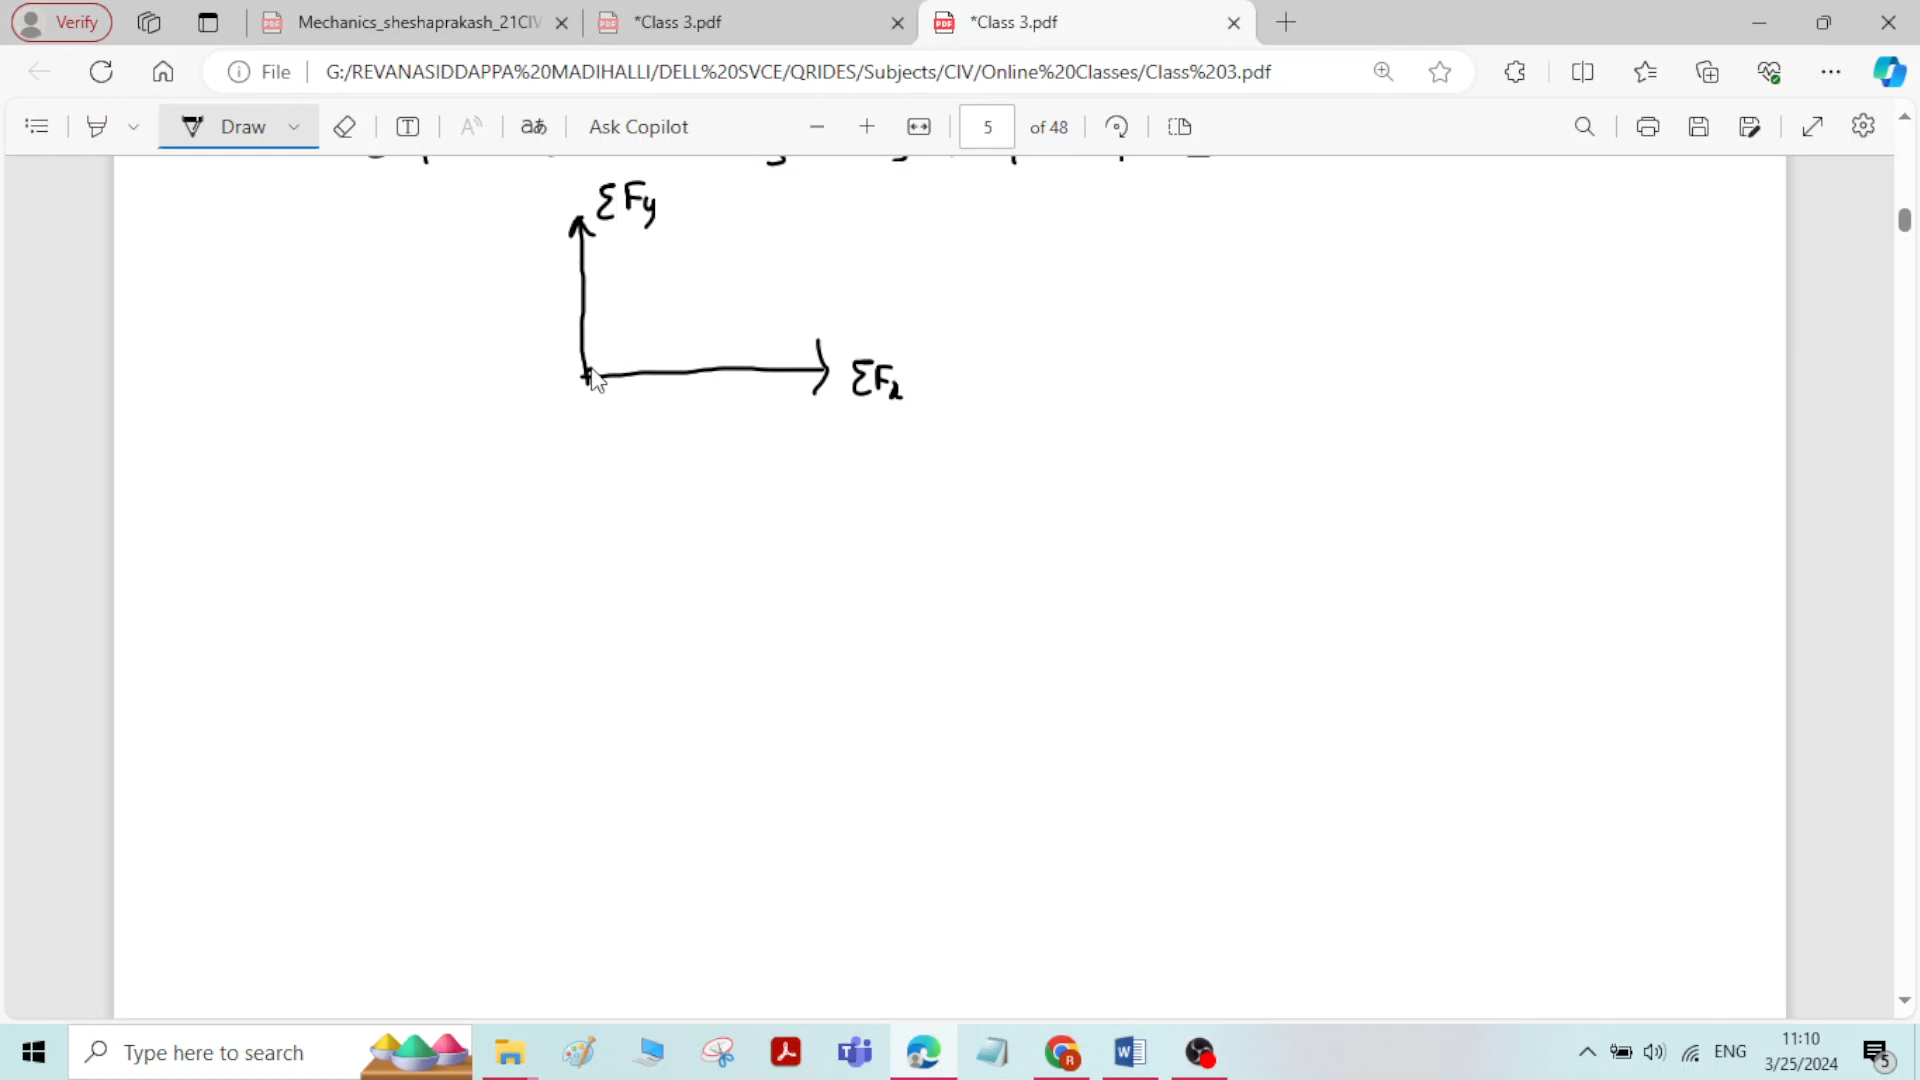 Verify
Mechanics_sheshaprakash_21CIV
*Class 3.pdf
*Class 3.pdf
File
G:/REVANASIDDAPPA%20MADIHALLI/DELL%20SVCE/QRIDES/Subjects/CIV/Online%20Classes/Class%203.pdf
Draw
Ask Copilot
5
of 48
ΣFy
ΣFx
Type here to search
ENG
11:10
3/25/2024
5